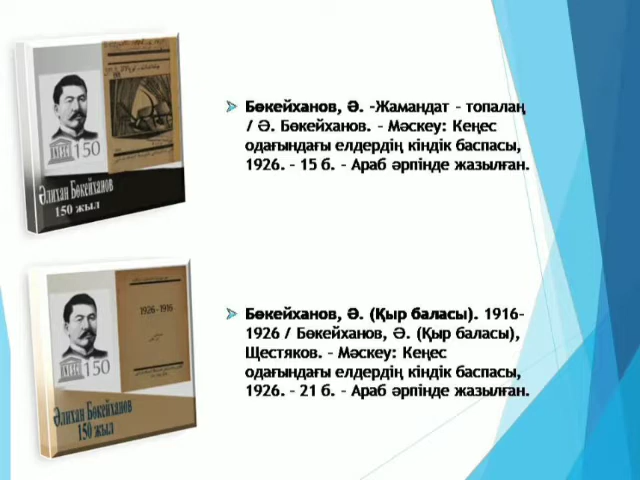 UNESCO 150
Әлихан Бөкейханов
150 жыл
Бөкейханов, Ә. -Жамандат – топалаң
/ Ә. Бөкейханов. – Мәскеу: Кеңес
одағындағы елдердің кіндік баспасы,
1926. – 15 б. – Араб әрпінде жазылған.
1926-1916
UNESCO 150
Әлихан Бөкейханов
150 жыл
Бөкейханов, Ә. (Қыр баласы). 1916-
1926 / Бөкейханов, Ә. (Қыр баласы),
Щестяков. – Мәскеу: Кеңес
одағындағы елдердің кіндік баспасы,
1926. – 21 б. – Араб әрпінде жазылған.